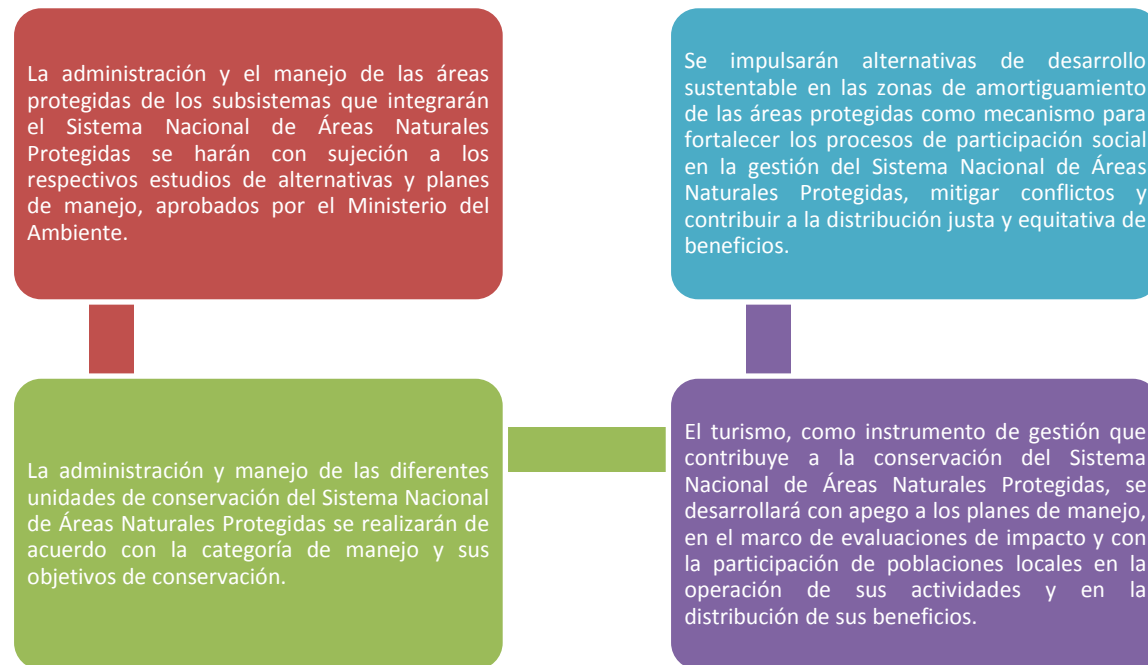 La administración y el manejo de las áreas
protegidas de los subsistemas que integrarán
el Sistema Nacional de Áreas Naturales
Protegidas se harán con sujeción a los
respectivos estudios de alternativas y planes
de manejo, aprobados por el Ministerio del
Ambiente.
La administración y manejo de las diferentes
unidades de conservación del Sistema Nacional
de Áreas Naturales Protegidas se realizarán de
acuerdo con la categoría de manejo y sus
objetivos de conservación.
El turismo, como instrumento de gestión que
contribuye a la conservación del Sistema
Nacional de Áreas Naturales Protegidas, se
desarrollará con apego a los planes de manejo,
en el marco de evaluaciones de impacto y con
la participación de poblaciones locales en la
operación de sus actividades y en la
distribución de sus beneficios.
Se impulsarán alternativas de desarrollo
sustentable en las zonas de amortiguamiento
de las áreas protegidas como mecanismo para
fortalecer los procesos de participación social
en la gestión del Sistema Nacional de Áreas
Naturales Protegidas, mitigar conflictos y
contribuir a la distribución justa y equitativa de
beneficios.